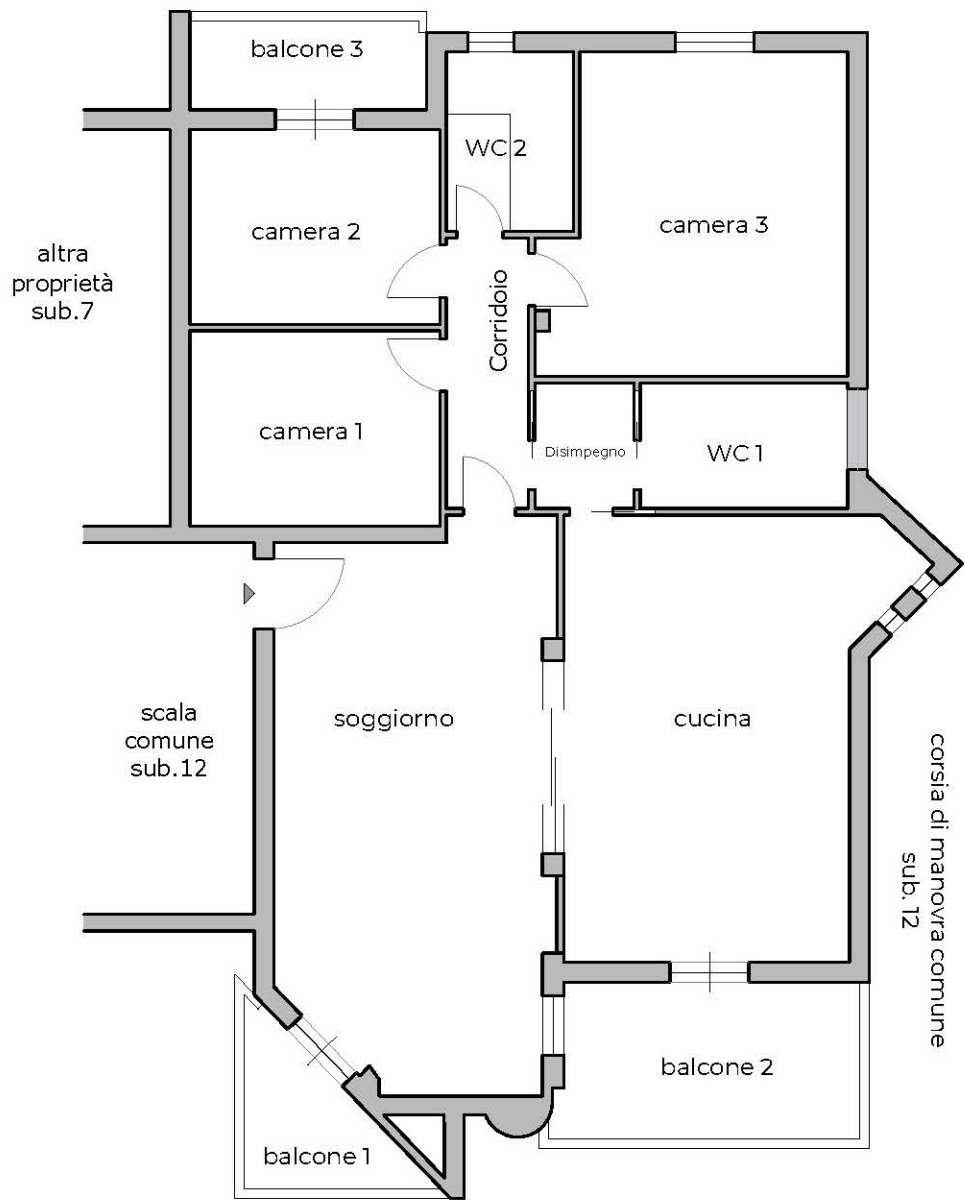 balcone 3
WC 2
camera 2
camera 3
altra
proprietà
sub.7
Corridoio
camera 1
Disimpegno
WC 1
scala
comune
sub.12
soggiorno
cucina
corsia di manovra comune
sub. 12
balcone 2
balcone 1